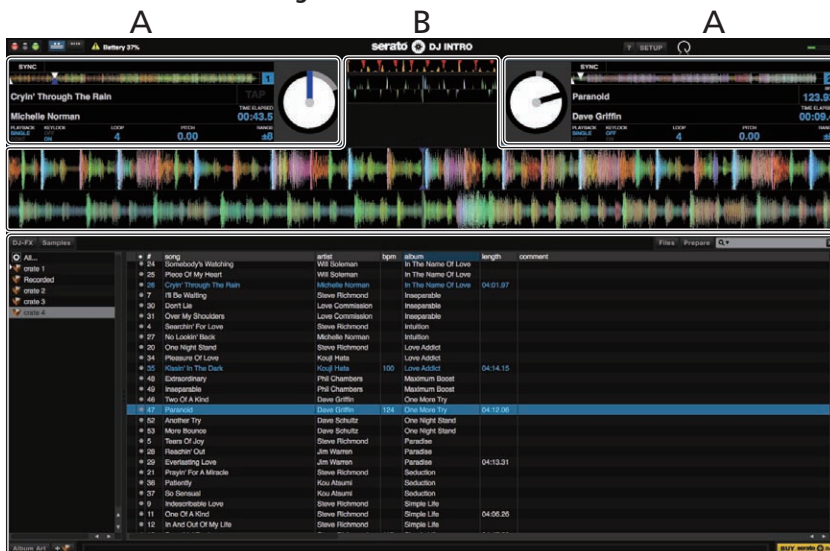 A B A
Battery 37%
serato DJ INTRO
? SETUP
SYNC
1
Cryin' Through The Rain
TAP
Michelle Norman
TIME ELAPSED
00:43.5
PLAYBACK KEYLOCK LOOP PITCH RANGE
SINGLE OFF 4 0.00 ±8
CONT ON
SYNC
Paranoid
123.9
Dave Griffin
TIME ELAPSED
00:09.
PLAYBACK KEYLOCK LOOP PITCH RANGE
SINGLE OFF 4 0.00 ±8
CONT ON
DJ-FX Samples
Files Prepare
All...
crate 1
Recorded
crate 2
crate 3
crate 4
# song artist bpm album length comment
24 Somebody's Watching Will Soleman In The Name Of Love
25 Piece Of My Heart Will Soleman In The Name Of Love
26 Cryin' Through The Rain Michelle Norman In The Name Of Love 04:01.97
7 I'll Be Waiting Steve Richmond Inseparable
30 Don't Lie Love Commission Inseparable
31 Over My Shoulders Love Commission Inseparable
4 Searchin' For Love Steve Richmond Intuition
27 No Lookin' Back Michelle Norman Intuition
20 One Night Stand Steve Richmond Love Addict
34 Pleasure Of Love Kouji Hata Love Addict
35 Kissin' In The Dark Kouji Hata 100 Love Addict 04:14.15
48 Extraordinary Phil Chambers Maximum Boost
49 Inseparable Phil Chambers Maximum Boost
46 Two Of A Kind Dave Griffin One More Try
47 Paranoid Dave Griffin 124 One More Try 04:12.06
52 Another Try Dave Schultz One Night Stand
53 More Bounce Dave Schultz One Night Stand
5 Tears Of Joy Steve Richmond Paradise
28 Reachin' Out Jim Warren Paradise
29 Everlasting Love Jim Warren Paradise 04:13.31
21 Prayin' For A Miracle Steve Richmond Seduction
36 Patiently Kou Atsumi Seduction
37 So Sensual Kou Atsumi Seduction
9 Indescribable Love Steve Richmond Simple Life
11 One Of A Kind Steve Richmond Simple Life 04:06.26
12 In And Out Of My Life Steve Richmond Simple Life
Album Art +
BUY serato